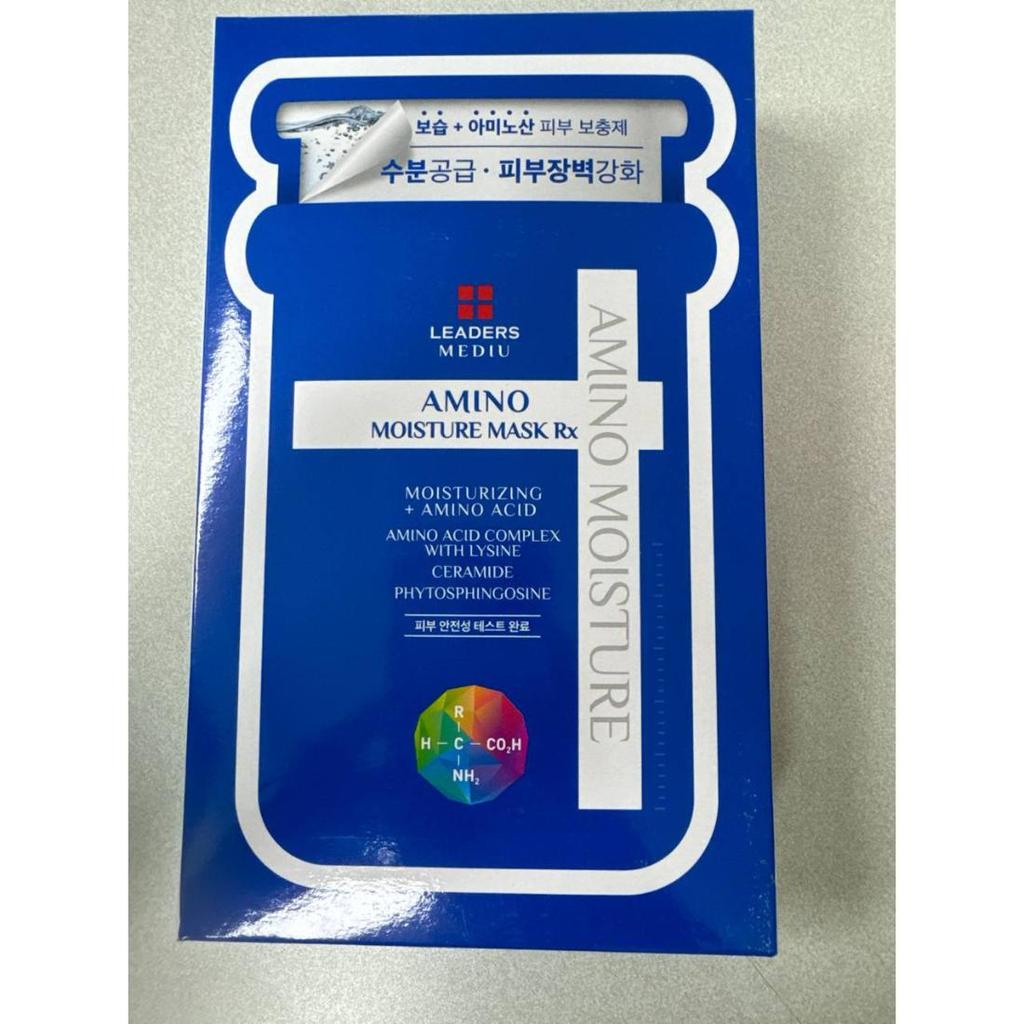 보습 + 아미노산 피부 보충제
수분공급 · 피부장벽강화
LEADERS
MEDIU
AMINO
MOISTURE MASK Rx
AMINO MOISTURE
MOISTURIZING
+ AMINO ACID
AMINO ACID COMPLEX
WITH LYSINE
CERAMIDE
PHYTOSPHINGOSINE
피부 안전성 테스트 완료
R
H – C – CO₂H
NH₂